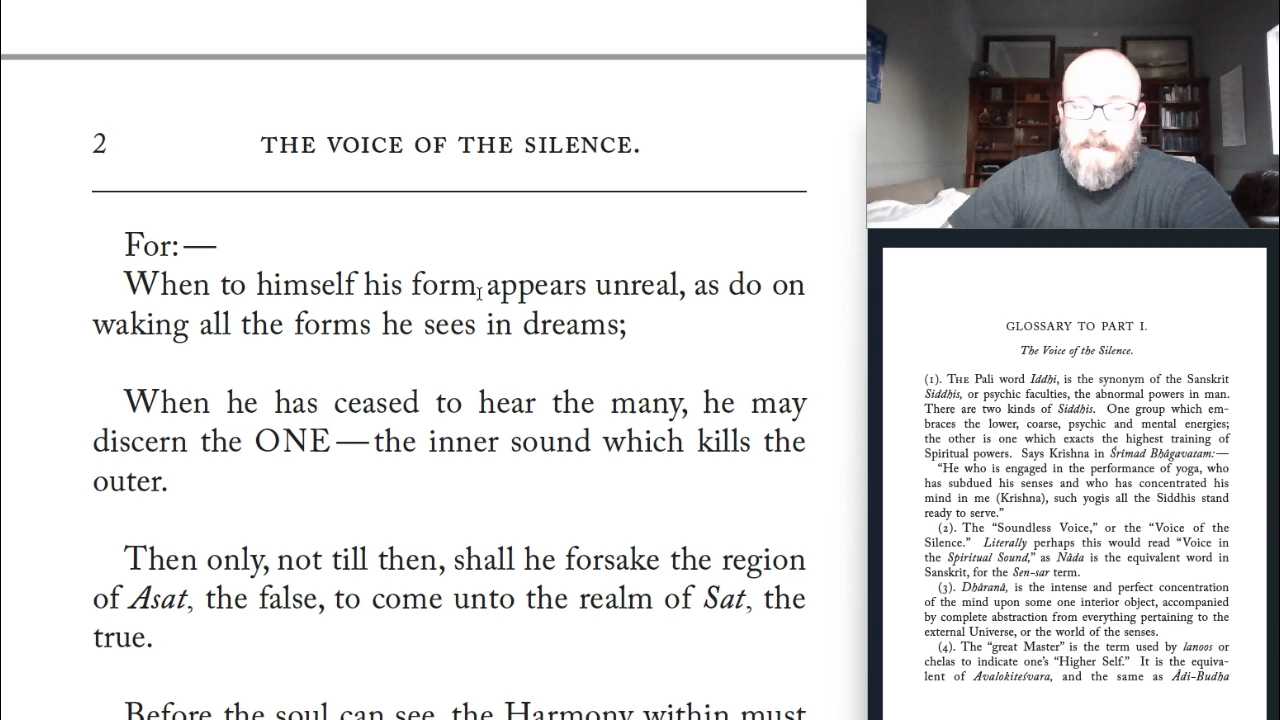 2
THE VOICE OF THE SILENCE.
For:—
When to himself his form appears unreal, as do on
waking all the forms he sees in dreams;
When he has ceased to hear the many, he may
discern the ONE—the inner sound which kills the
outer.
Then only, not till then, shall he forsake the region
of Asat, the false, to come unto the realm of Sat, the
true.
Before the soul can see, the Harmony within must
GLOSSARY TO PART I.
The Voice of the Silence.
(1). THE Pali word Iddhi, is the synonym of the Sanskrit
Siddhis, or psychic faculties, the abnormal powers in man.
There are two kinds of Siddhis. One group which em-
braces the lower, coarse, psychic and mental energies;
the other is one which exacts the highest training of
Spiritual powers. Says Krishna in Śrimad Bhâgavatam:—
“He who is engaged in the performance of yoga, who
has subdued his senses and who has concentrated his
mind in me (Krishna), such yogis all the Siddhis stand
ready to serve.”
(2). The “Soundless Voice,” or the “Voice of the
Silence.” Literally perhaps this would read “Voice in
the Spiritual Sound,” as Nâda is the equivalent word in
Sanskrit, for the Sen-sar term.
(3). Dhâranâ, is the intense and perfect concentration
of the mind upon some one interior object, accompanied
by complete abstraction from everything pertaining to the
external Universe, or the world of the senses.
(4). The “great Master” is the term used by lanoos or
chelas to indicate one’s “Higher Self.” It is the equiva-
lent of Avalokiteśvara, and the same as Âdi-Budha